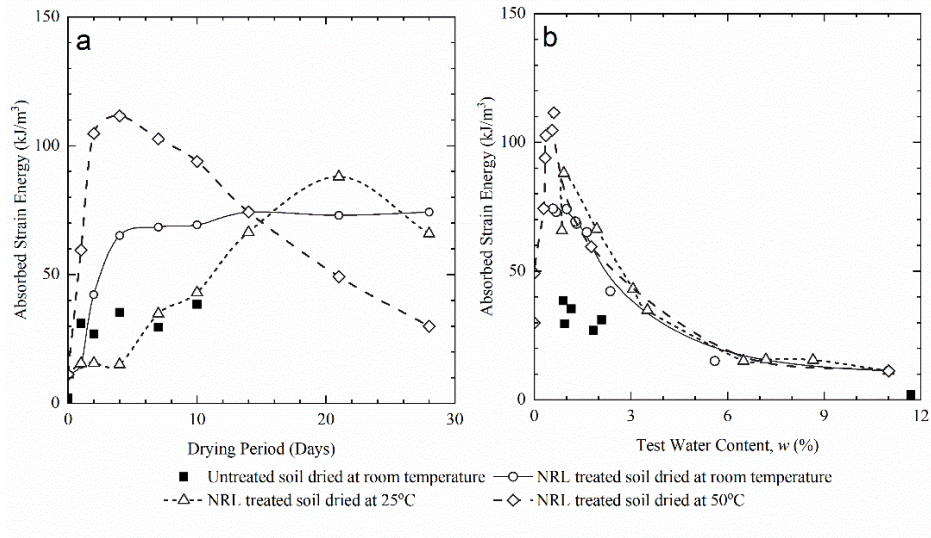 a
150
100
50
0
0 10 20 30
Absorbed Strain Energy (kJ/m³)
Drying Period (Days)
b
150
100
50
0
0 3 6 9 12
Absorbed Strain Energy (kJ/m³)
Test Water Content, w (%)
Untreated soil dried at room temperature NRL treated soil dried at room temperature
NRL treated soil dried at 25°C NRL treated soil dried at 50°C